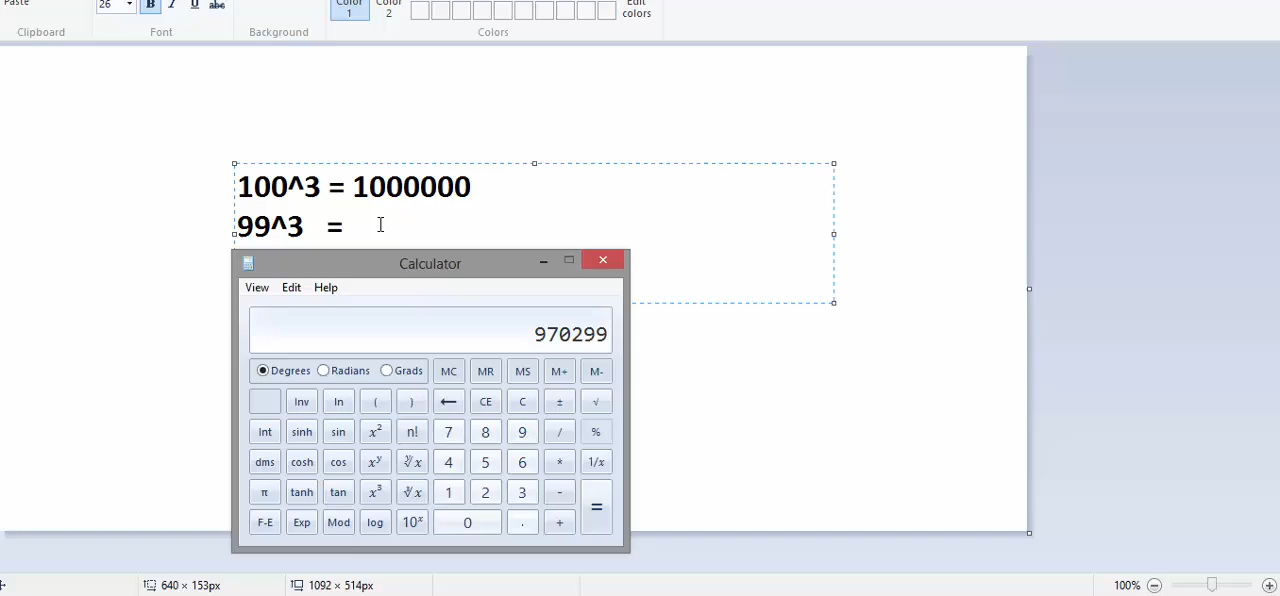 Paste
26
B I U abc
Color 1
Color 2
Edit colors
Clipboard
Font
Background
Colors
100^3 = 1000000
99^3 =
Calculator
View Edit Help
970299
Degrees Radians Grads MC MR MS M+ M-
Inv ln ( ) ← CE C ± √
Int sinh sin x² n! 7 8 9 / %
dms cosh cos xʸ ʸ√x 4 5 6 * 1/x
π tanh tan x³ ³√x 1 2 3 - =
F-E Exp Mod log 10ˣ 0 . +
640 × 153px
1092 × 514px
100%